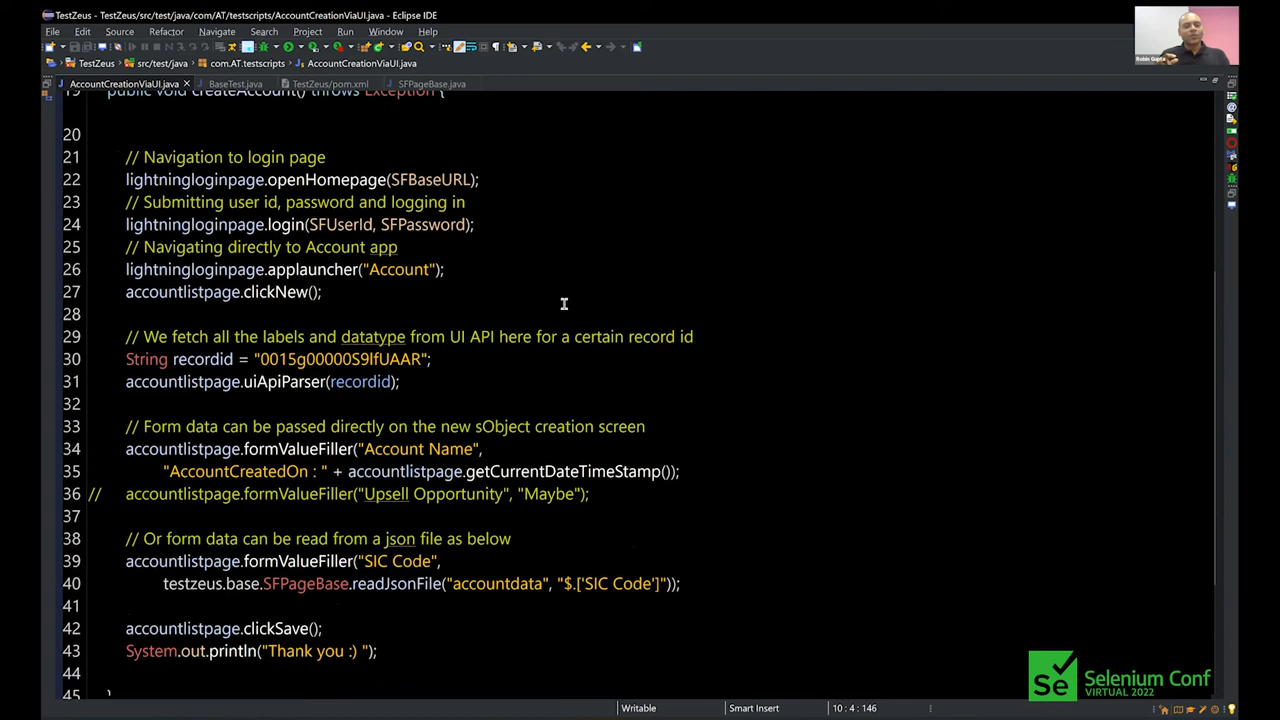 TestZeus - TestZeus/src/test/java/com/AT/testscripts/AccountCreationViaUI.java - Eclipse IDE
File Edit Source Refactor Navigate Search Project Run Window Help
TestZeus src/test/java com.AT.testscripts AccountCreationViaUI.java
AccountCreationViaUI.java BaseTest.java TestZeus/pom.xml SFPageBase.java
19 public void createAccount() throws Exception {
20
21 // Navigation to login page
22 lightningloginpage.openHomepage(SFBaseURL);
23 // Submitting user id, password and logging in
24 lightningloginpage.login(SFUserId, SFPassword);
25 // Navigating directly to Account app
26 lightningloginpage.applauncher("Account");
27 accountlistpage.clickNew();
28
29 // We fetch all the labels and datatype from UI API here for a certain record id
30 String recordid = "0015g00000S9lfUAAR";
31 accountlistpage.uiApiParser(recordid);
32
33 // Form data can be passed directly on the new sObject creation screen
34 accountlistpage.formValueFiller("Account Name",
35 "AccountCreatedOn : " + accountlistpage.getCurrentDateTimeStamp());
36 // accountlistpage.formValueFiller("Upsell Opportunity", "Maybe");
37
38 // Or form data can be read from a json file as below
39 accountlistpage.formValueFiller("SIC Code",
40 testzeus.base.SFPageBase.readJsonFile("accountdata", "$.['SIC Code']"));
41
42 accountlistpage.clickSave();
43 System.out.println("Thank you :) ");
44
45 }
Robin Gupta
Se Selenium Conf
VIRTUAL 2022
Writable Smart Insert 10 : 4 : 146